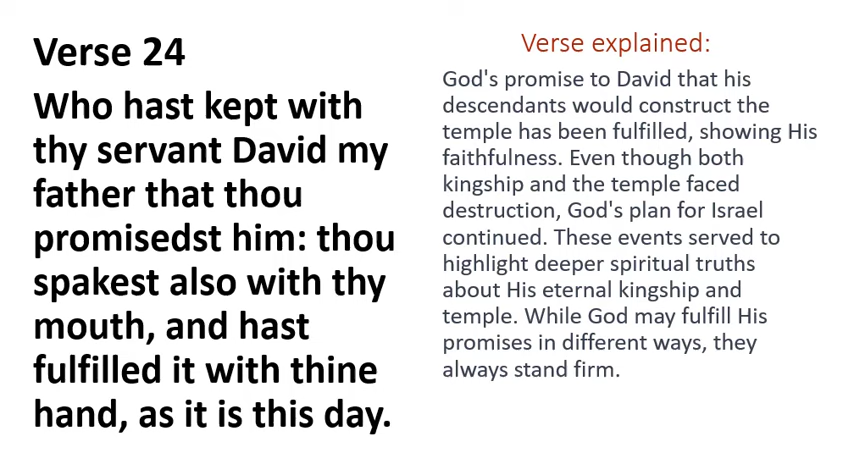 Verse 24
Who hast kept with
thy servant David my
father that thou
promisedst him: thou
spakest also with thy
mouth, and hast
fulfilled it with thine
hand, as it is this day.
Verse explained:
God's promise to David that his
descendants would construct the
temple has been fulfilled, showing His
faithfulness. Even though both
kingship and the temple faced
destruction, God's plan for Israel
continued. These events served to
highlight deeper spiritual truths
about His eternal kingship and
temple. While God may fulfill His
promises in different ways, they
always stand firm.